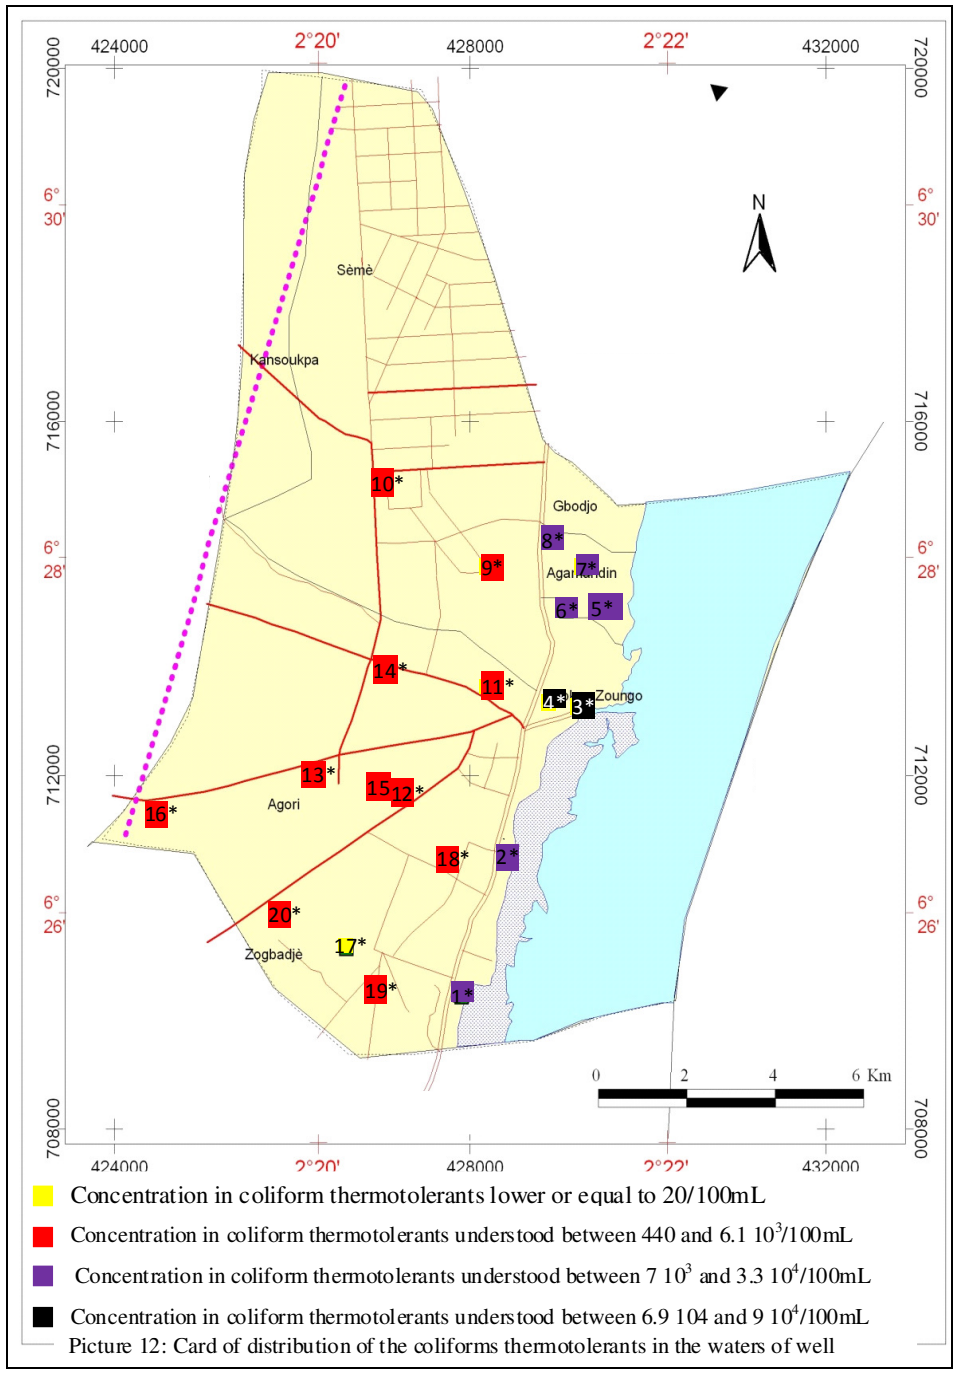 424000 2°20' 428000 2°22' 432000
720000 720000
N
6° 30' 6° 30'
Sèmè
Kansoukpa
716000 716000
10*
Gbodjo
8*
6° 28' 9* 7* 6° 28'
6* 5*
14* 11*
4* 3* Zoungo
712000 13* 712000
15 12*
Agori
16*
18* 2*
6° 26' 20* 6° 26'
17*
Zogbadjè
19* 1*
0 2 4 6 Km
708000 708000
424000 2°20' 428000 2°22' 432000
Concentration in coliform thermotolerants lower or equal to 20/100mL
Concentration in coliform thermotolerants understood between 440 and 6.1 10³/100mL
Concentration in coliform thermotolerants understood between 7 10³ and 3.3 10⁴/100mL
Concentration in coliform thermotolerants understood between 6.9 104 and 9 10⁴/100mL
Picture 12: Card of distribution of the coliforms thermotolerants in the waters of well